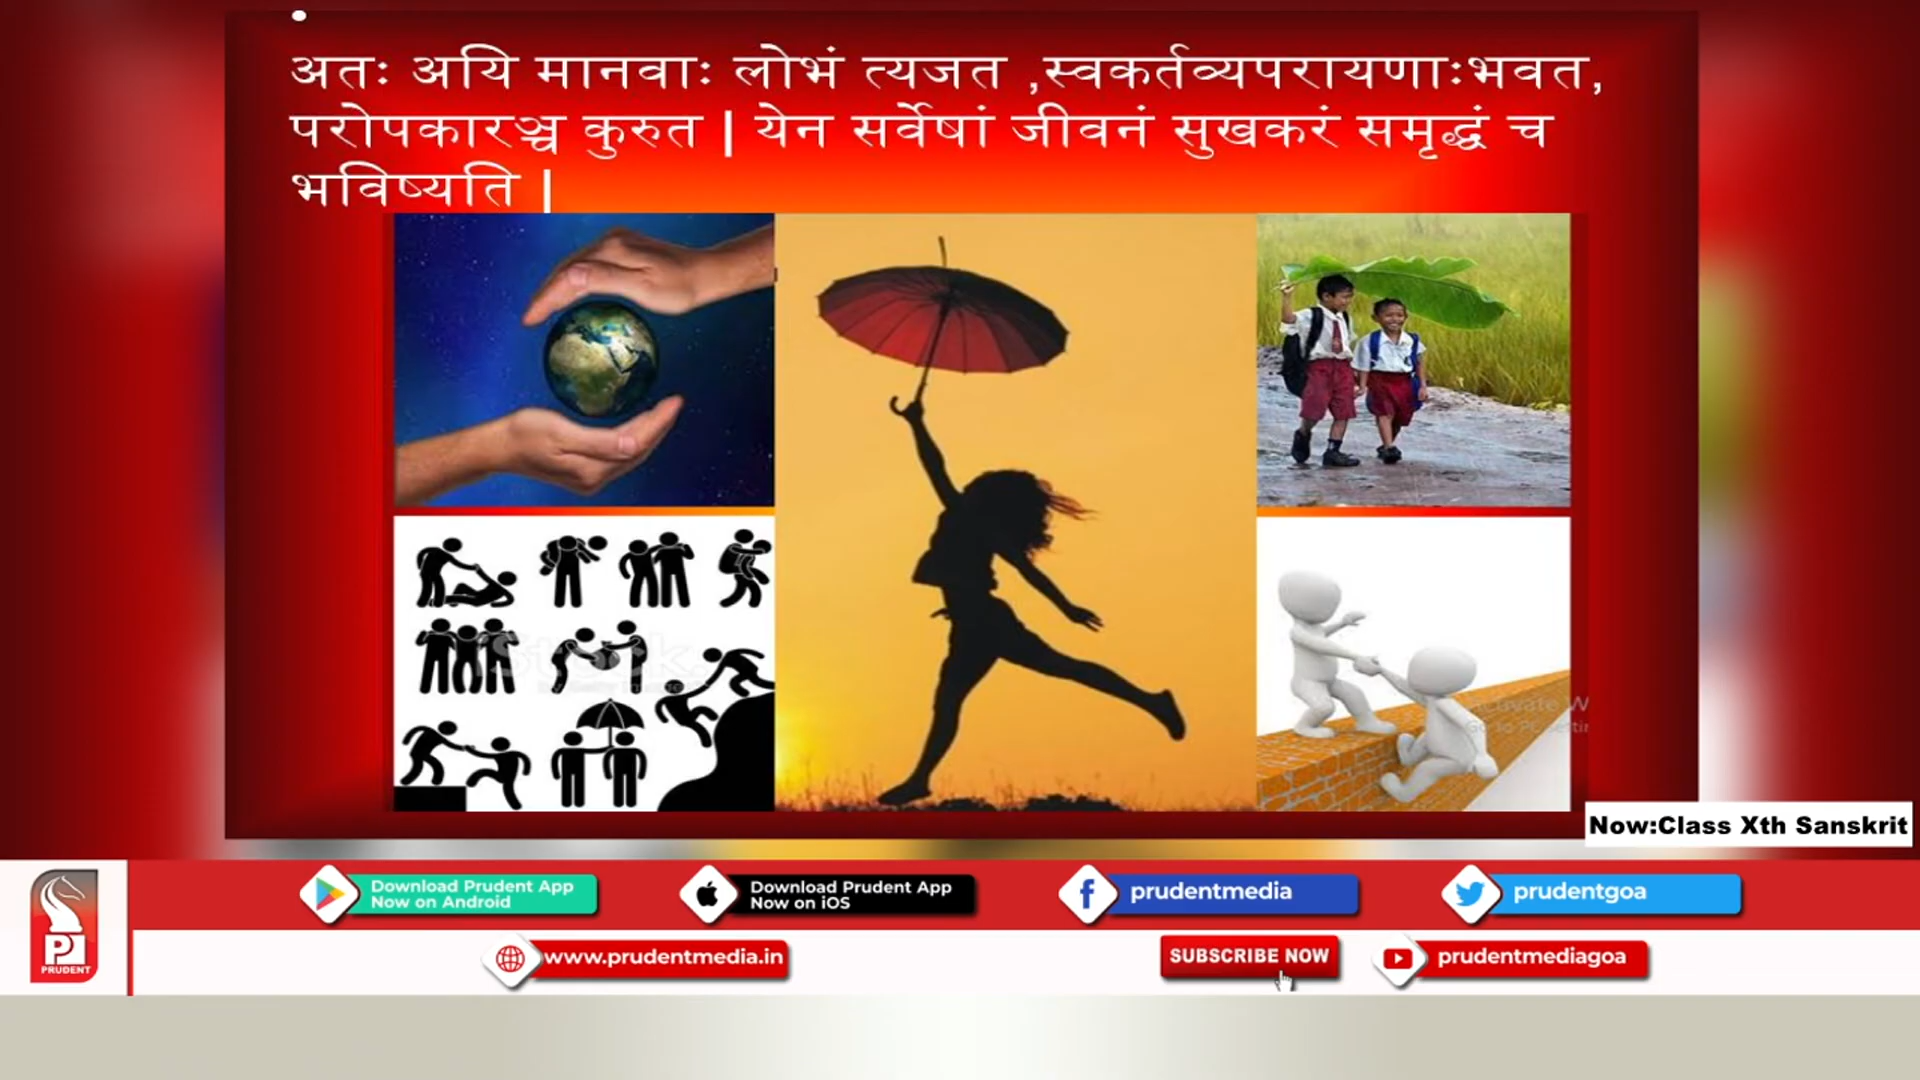 अतः अयि मानवाः लोभं त्यजत ,स्वकर्तव्यपरायणाःभवत,
परोपकारञ्च कुरुत | येन सर्वेषां जीवनं सुखकरं समृद्धं च
भविष्यति |
iStock
Now:Class Xth Sanskrit
Download Prudent App
Now on Android
Download Prudent App
Now on iOS
prudentmedia
prudentgoa
PRUDENT
www.prudentmedia.in
SUBSCRIBE NOW
prudentmediagoa